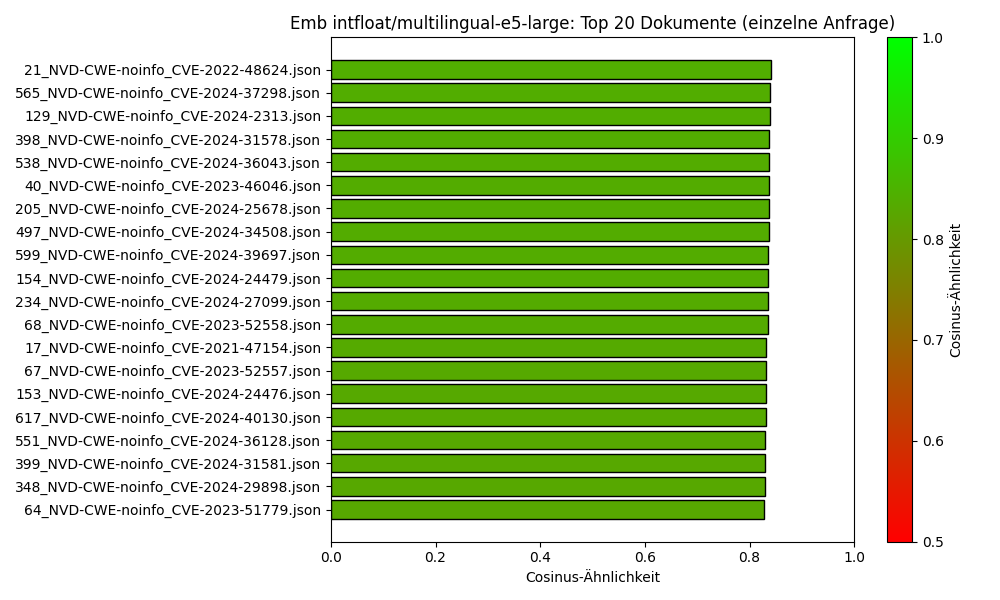 Emb intfloat/multilingual-e5-large: Top 20 Dokumente (einzelne Anfrage)
21_NVD-CWE-noinfo_CVE-2022-48624.json
565_NVD-CWE-noinfo_CVE-2024-37298.json
129_NVD-CWE-noinfo_CVE-2024-2313.json
398_NVD-CWE-noinfo_CVE-2024-31578.json
538_NVD-CWE-noinfo_CVE-2024-36043.json
40_NVD-CWE-noinfo_CVE-2023-46046.json
205_NVD-CWE-noinfo_CVE-2024-25678.json
497_NVD-CWE-noinfo_CVE-2024-34508.json
599_NVD-CWE-noinfo_CVE-2024-39697.json
154_NVD-CWE-noinfo_CVE-2024-24479.json
234_NVD-CWE-noinfo_CVE-2024-27099.json
68_NVD-CWE-noinfo_CVE-2023-52558.json
17_NVD-CWE-noinfo_CVE-2021-47154.json
67_NVD-CWE-noinfo_CVE-2023-52557.json
153_NVD-CWE-noinfo_CVE-2024-24476.json
617_NVD-CWE-noinfo_CVE-2024-40130.json
551_NVD-CWE-noinfo_CVE-2024-36128.json
399_NVD-CWE-noinfo_CVE-2024-31581.json
348_NVD-CWE-noinfo_CVE-2024-29898.json
64_NVD-CWE-noinfo_CVE-2023-51779.json
0.0 0.2 0.4 0.6 0.8 1.0
Cosinus-Ähnlichkeit
1.0
0.9
0.8
0.7
0.6
0.5
Cosinus-Ähnlichkeit